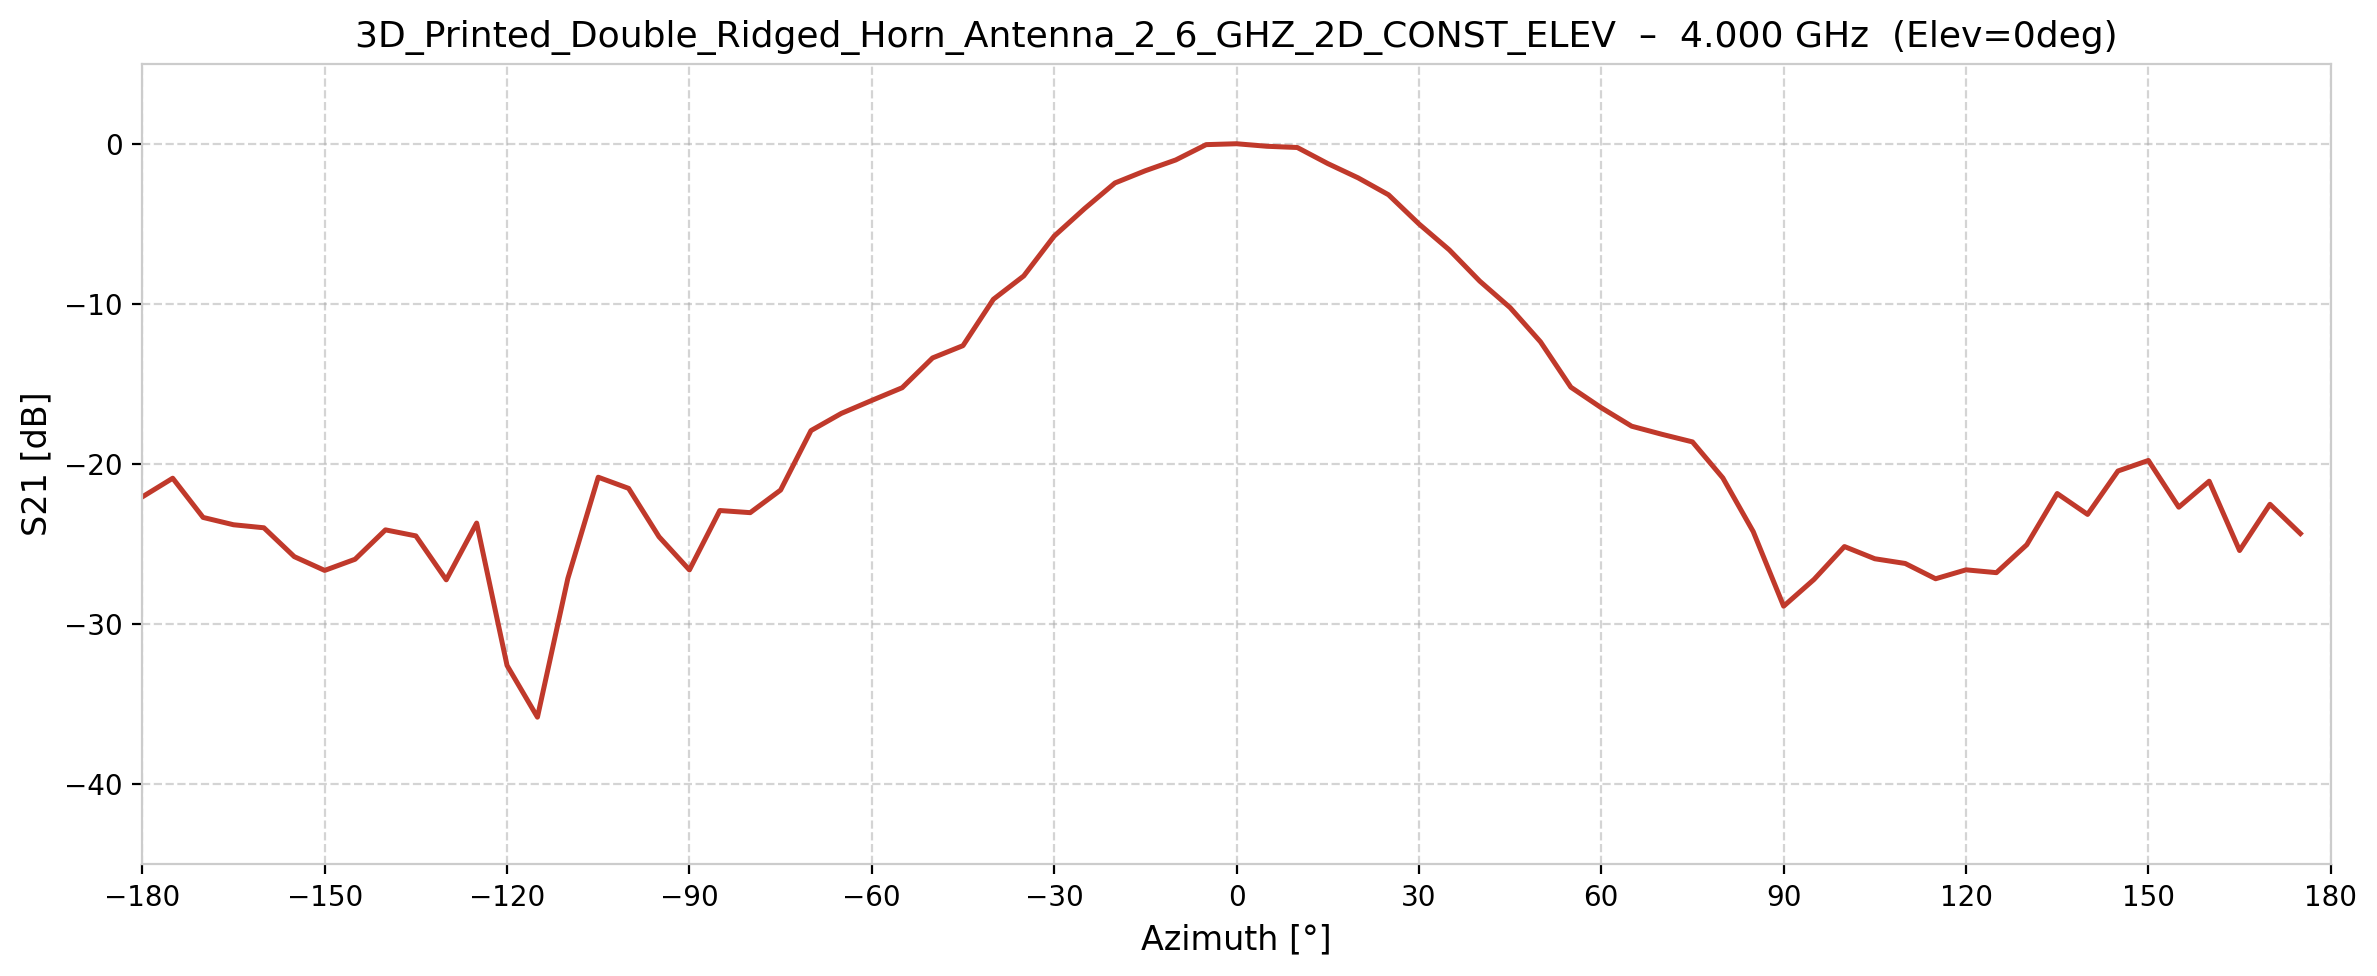 3D_Printed_Double_Ridged_Horn_Antenna_2_6_GHZ_2D_CONST_ELEV – 4.000 GHz (Elev=0deg)
S21 [dB]
0
−10
−20
−30
−40
−180 −150 −120 −90 −60 −30 0 30 60 90 120 150 180
Azimuth [°]